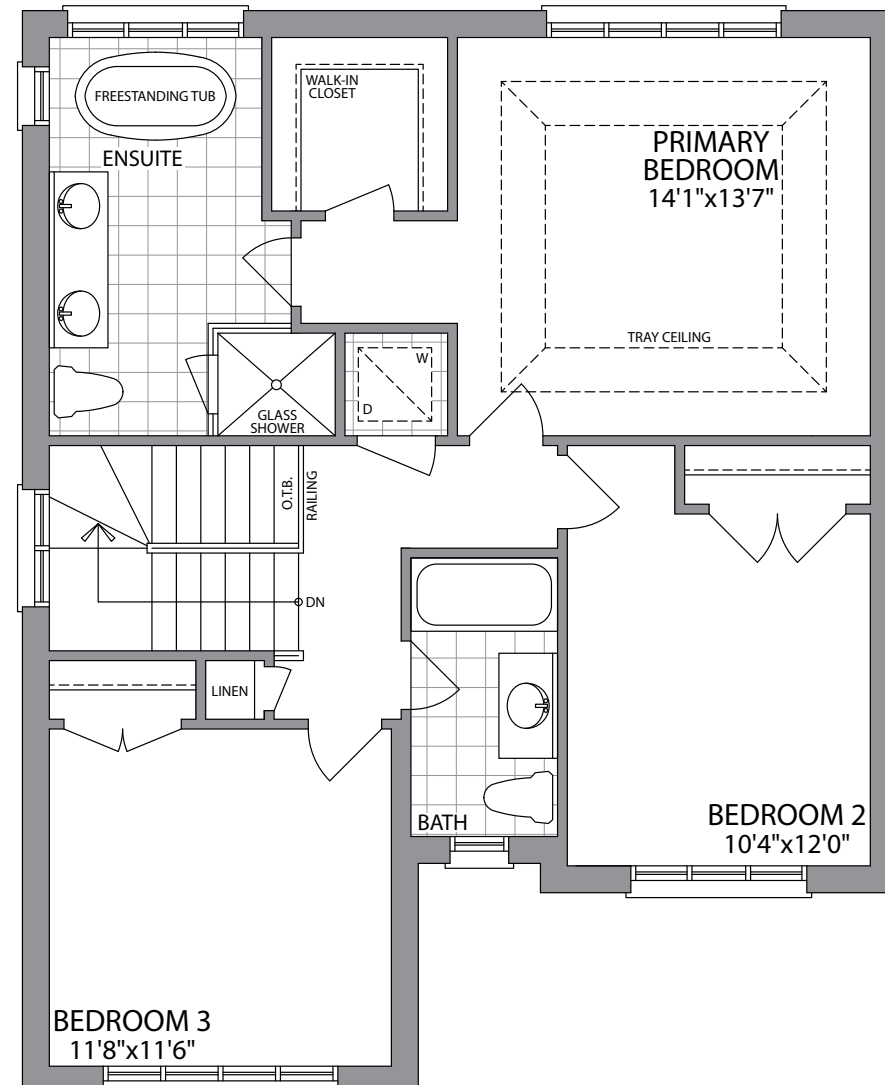 FREESTANDING TUB
ENSUITE
WALK-IN
CLOSET
PRIMARY
BEDROOM
14'1"x13'7"
TRAY CEILING
W
D
GLASS
SHOWER
O.T.B.
RAILING
DN
LINEN
BATH
BEDROOM 2
10'4"x12'0"
BEDROOM 3
11'8"x11'6"